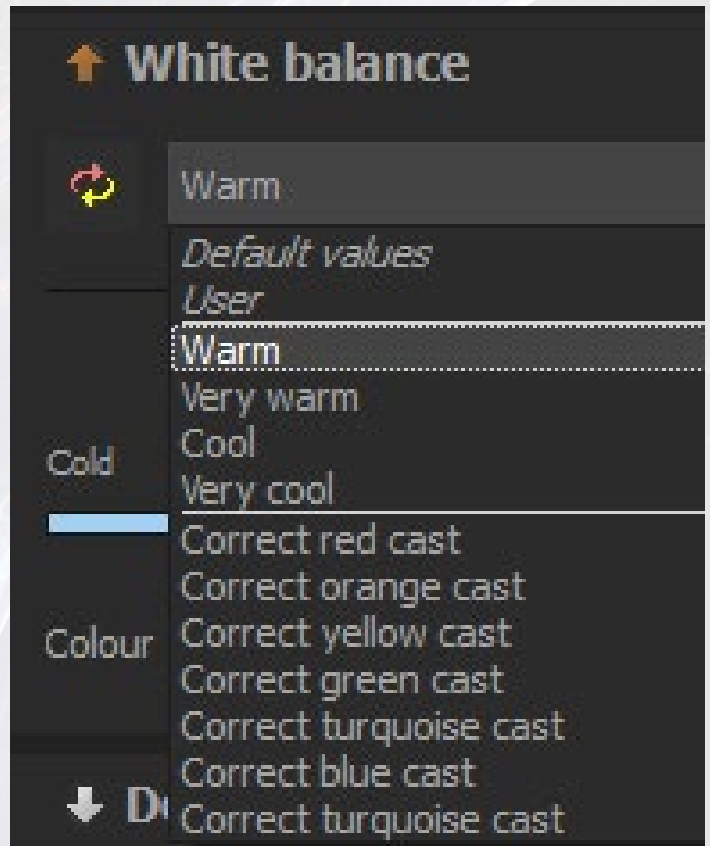 White balance
Warm
Default values
User
Warm
Very warm
Cool
Cold
Very cool
Correct red cast
Correct orange cast
Correct yellow cast
Colour
Correct green cast
Correct turquoise cast
Correct blue cast
Correct turquoise cast